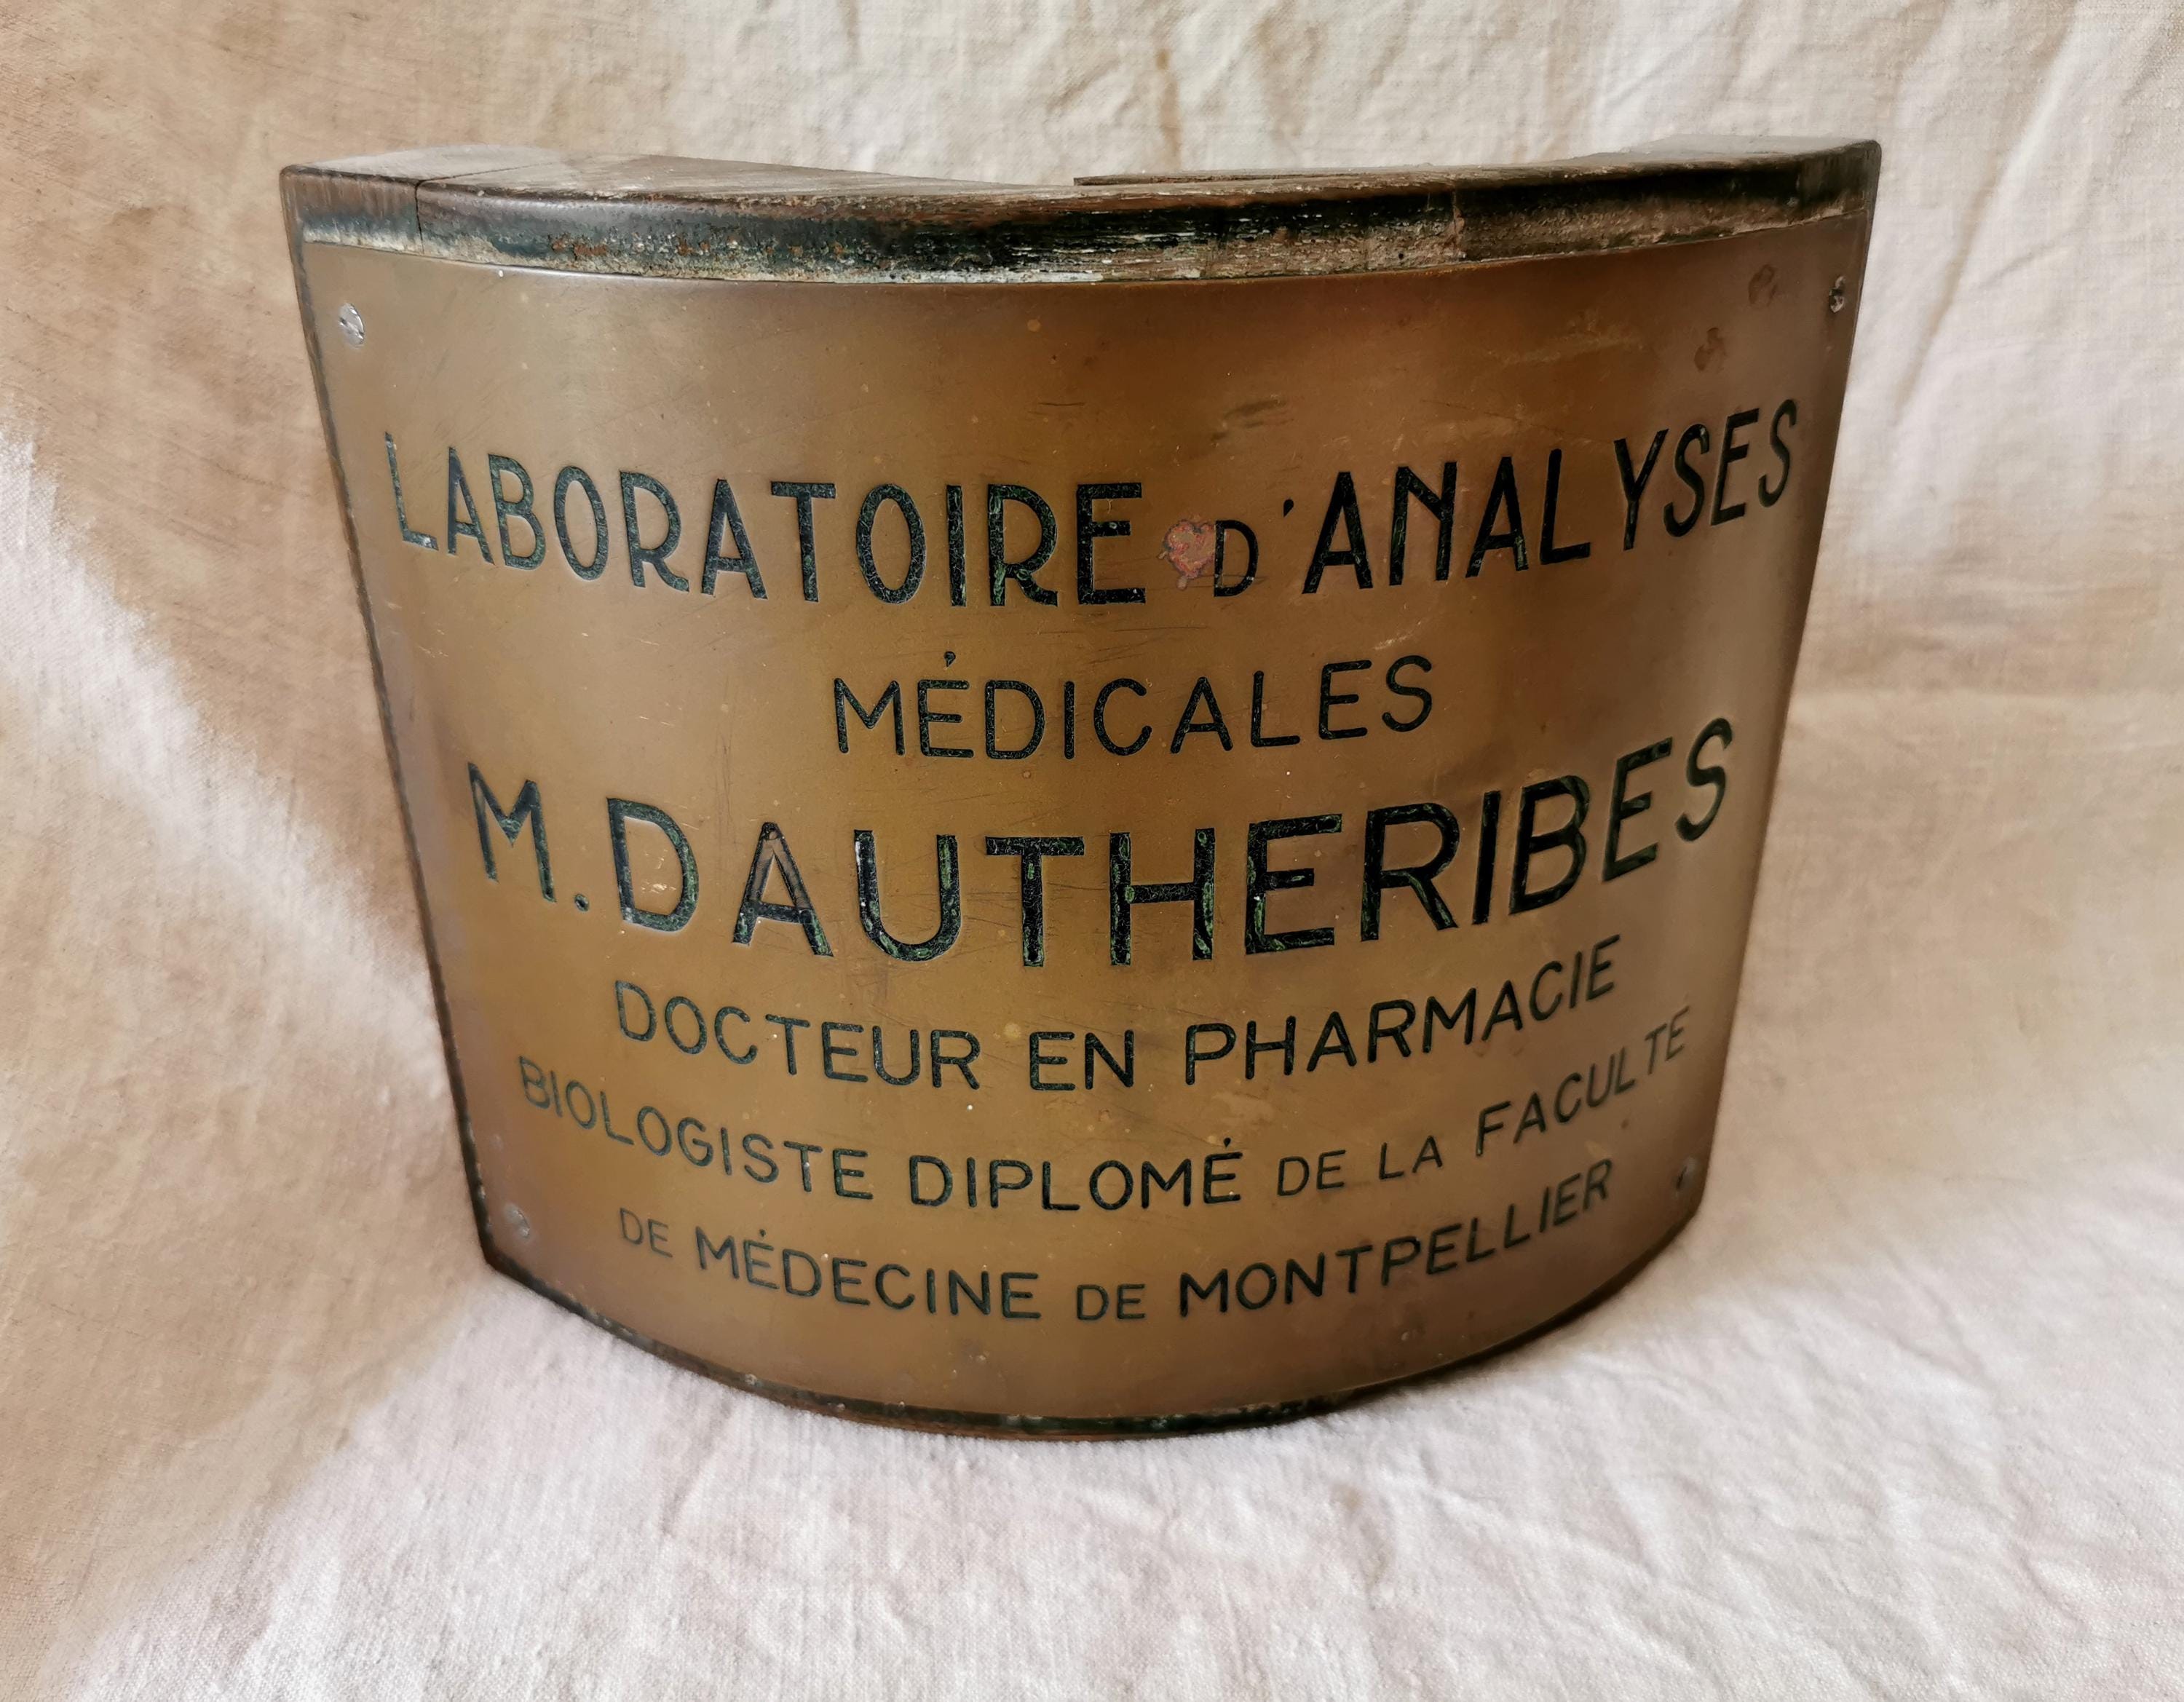 LABORATOIRE D'ANALYSES
MÉDICALES
M. DAUTHERIBES
DOCTEUR EN PHARMACIE
BIOLOGISTE DIPLOMÉ DE LA FACULTE
DE MÉDECINE DE MONTPELLIER